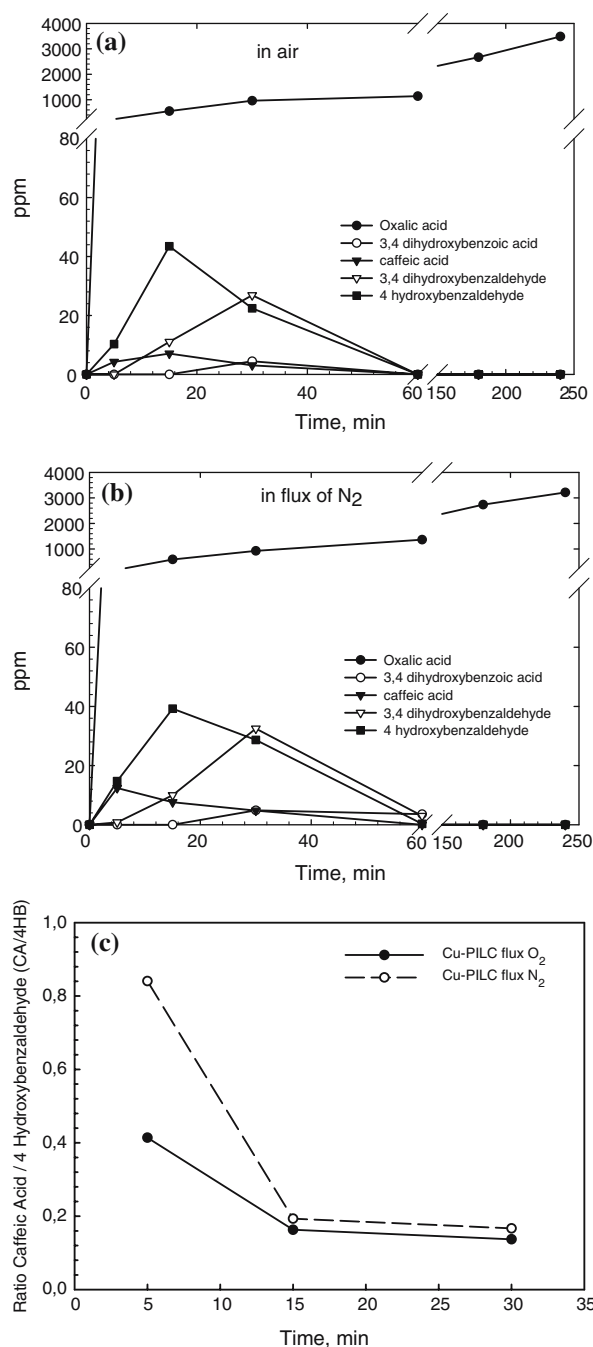 (a)
in air
4000
3000
2000
1000
80
60
40
20
0
ppm
Oxalic acid
3,4 dihydroxybenzoic acid
caffeic acid
3,4 dihydroxybenzaldehyde
4 hydroxybenzaldehyde
0 20 40 60 150 200 250
Time, min
(b)
in flux of N2
4000
3000
2000
1000
80
60
40
20
0
ppm
Oxalic acid
3,4 dihydroxybenzoic acid
caffeic acid
3,4 dihydroxybenzaldehyde
4 hydroxybenzaldehyde
0 20 40 60 150 200 250
Time, min
(c)
1,0
0,8
0,6
0,4
0,2
0,0
Ratio Caffeic Acid / 4 Hydroxybenzaldehyde (CA/4HB)
Cu-PILC flux O2
Cu-PILC flux N2
0 5 10 15 20 25 30 35
Time, min